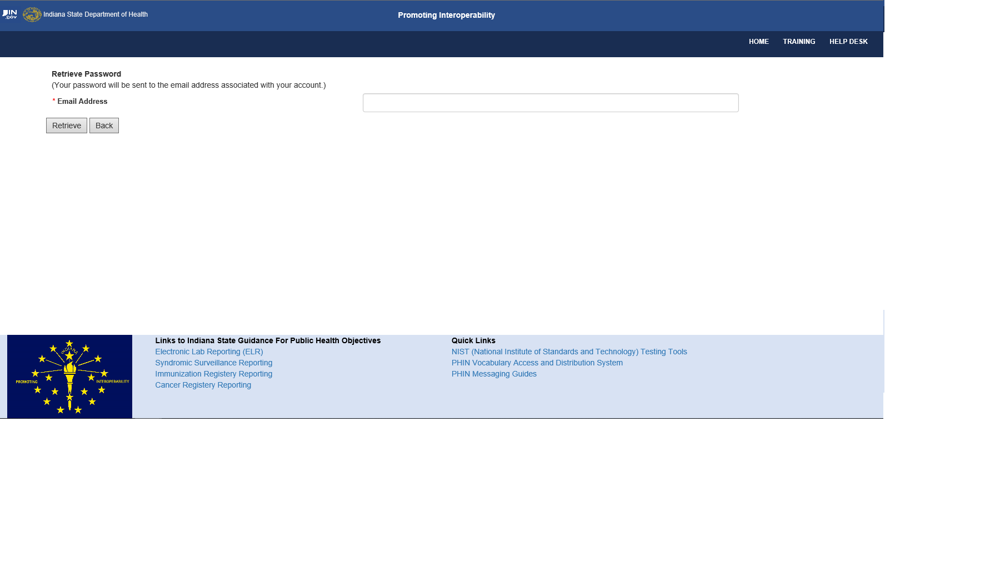 IN
.gov
Indiana State Department of Health
Promoting Interoperability
HOME TRAINING HELP DESK
Retrieve Password
(Your password will be sent to the email address associated with your account.)
* Email Address
Retrieve Back
INDIANA
PROMOTING INTEROPERABILITY
Links to Indiana State Guidance For Public Health Objectives
Electronic Lab Reporting (ELR)
Syndromic Surveillance Reporting
Immunization Registery Reporting
Cancer Registery Reporting
Quick Links
NIST (National Institute of Standards and Technology) Testing Tools
PHIN Vocabulary Access and Distribution System
PHIN Messaging Guides